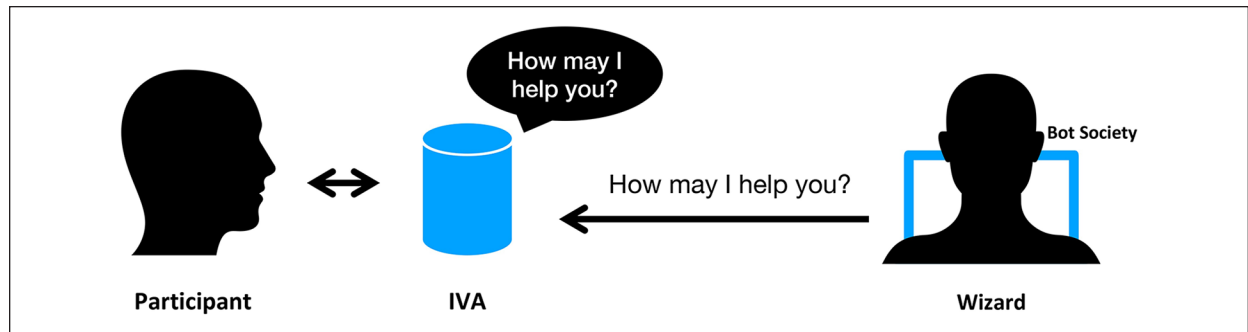 How may I
help you?
Bot Society
How may I help you?
Participant
IVA
Wizard